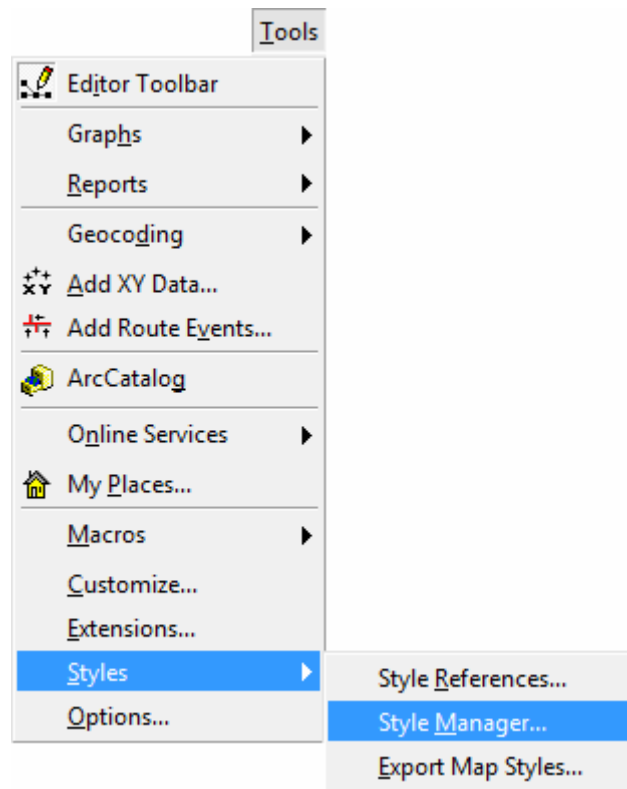 Tools
Editor Toolbar
Graphs
Reports
Geocoding
Add XY Data...
Add Route Events...
ArcCatalog
Online Services
My Places...
Macros
Customize...
Extensions...
Styles
Style References...
Options...
Style Manager...
Export Map Styles...